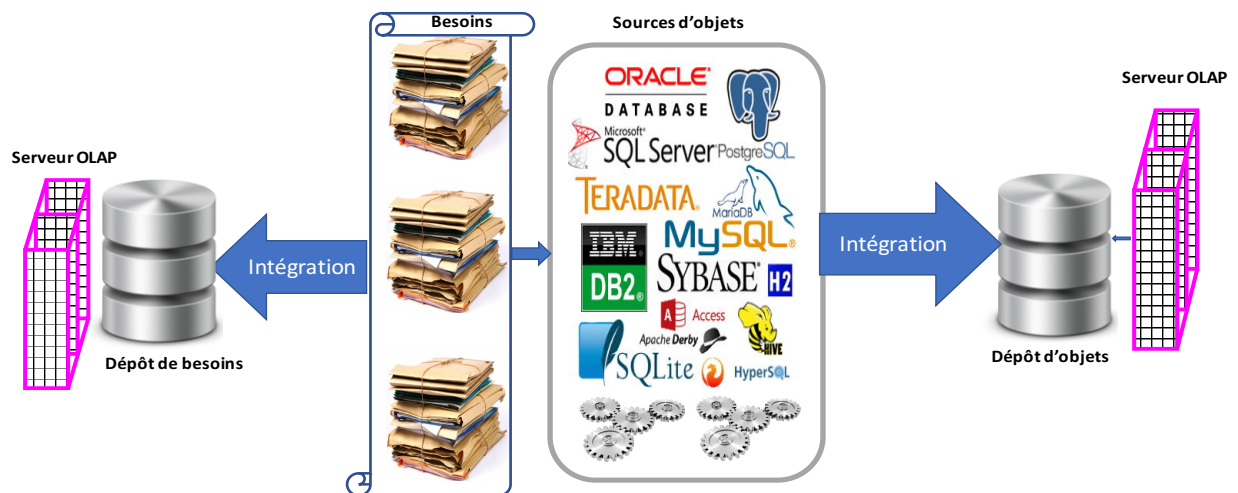 Besoins
Sources d’objets
Serveur OLAP
Serveur OLAP
ORACLE®
DATABASE
Microsoft®
SQL Server®
PostgreSQL
TERADATA®
MariaDB
MySQL®
IBM®
DB2®
SYBASE®
H2
A Access
Apache Derby
HIVE
SQLite
HyperSQL
Intégration
Intégration
Dépôt de besoins
Dépôt d’objets